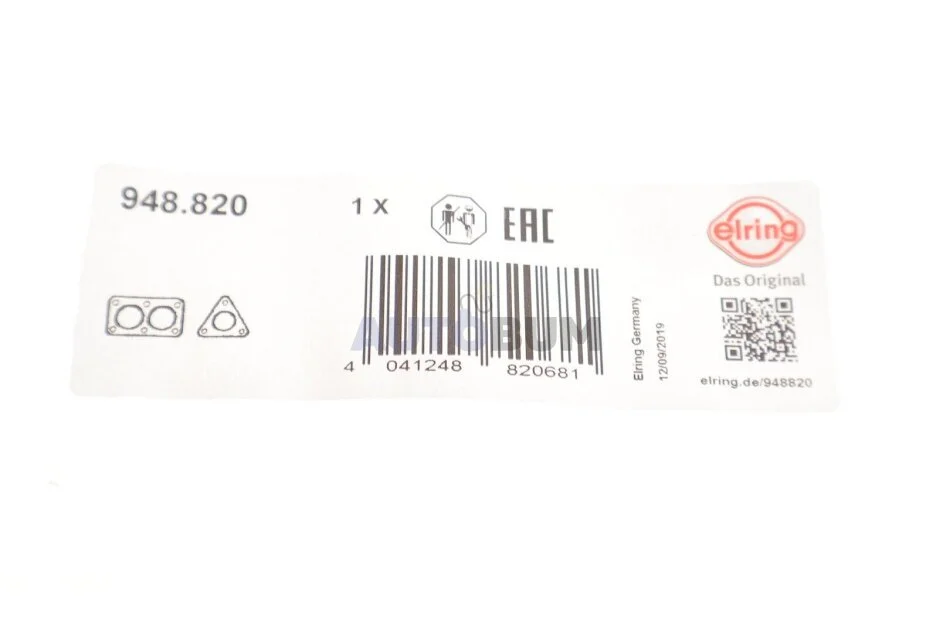 948.820
1 X
EAC
elring
Das Original
AUTOBUM
4 041248 820681
Elring Germany
12/09/2019
elring.de/948820